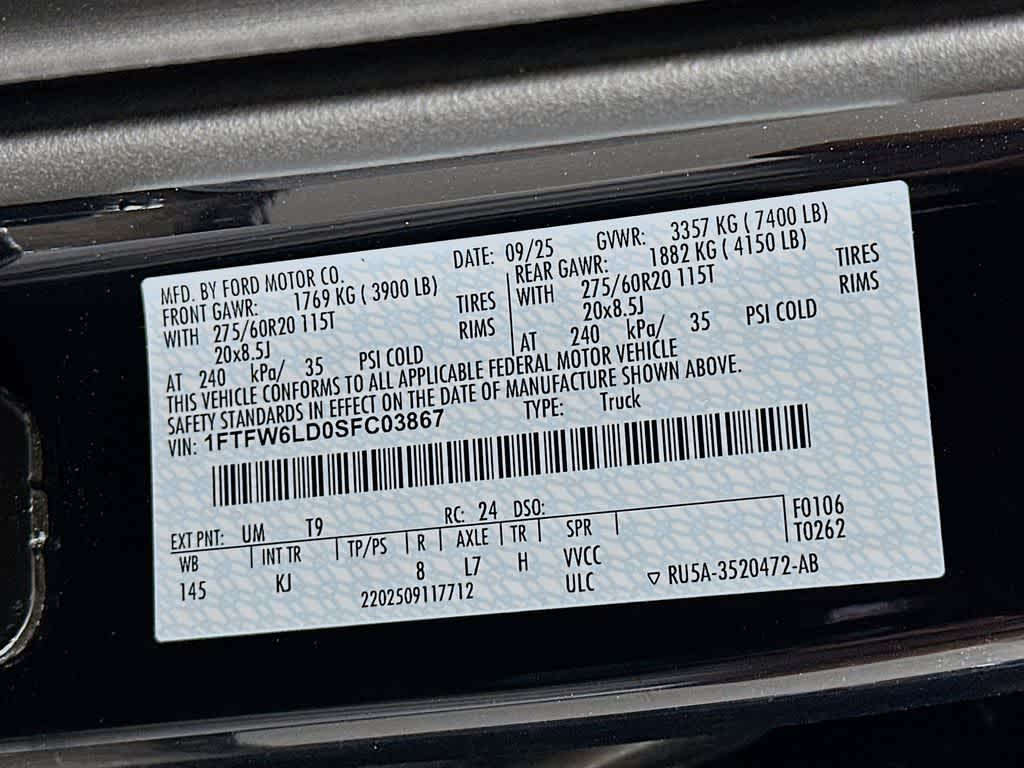 MFD. BY FORD MOTOR CO. DATE: 09/25 GVWR: 3357 KG ( 7400 LB)
FRONT GAWR: 1769 KG ( 3900 LB) REAR GAWR: 1882 KG ( 4150 LB)
WITH 275/60R20 115T TIRES WITH 275/60R20 115T TIRES
20x8.5J RIMS 20x8.5J RIMS
AT 240 kPa/ 35 PSI COLD AT 240 kPa/ 35 PSI COLD
THIS VEHICLE CONFORMS TO ALL APPLICABLE FEDERAL MOTOR VEHICLE
SAFETY STANDARDS IN EFFECT ON THE DATE OF MANUFACTURE SHOWN ABOVE.
VIN: 1FTFW6LD0SFC03867 TYPE: Truck
EXT PNT: UM T9 RC: 24 DSO: F0106
WB INT TR TP/PS R AXLE TR SPR T0262
145 KJ 8 L7 H VVCC
2202509117712 ULC RU5A-3520472-AB